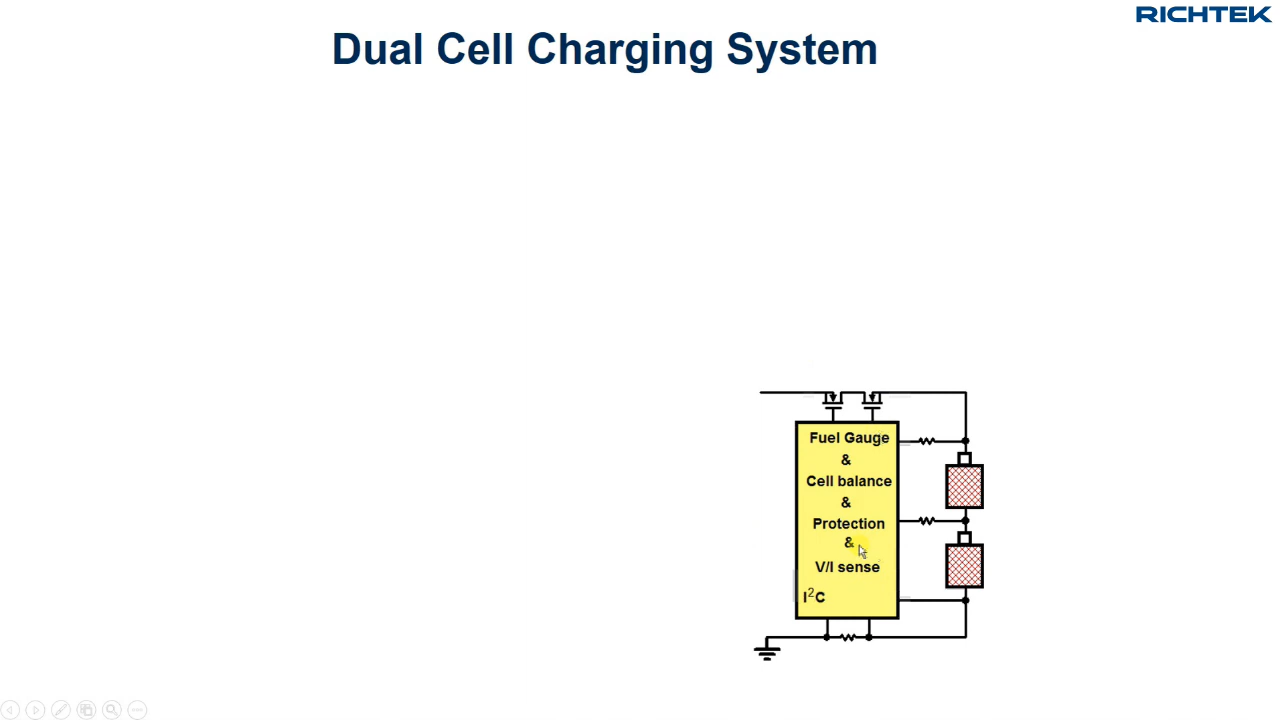 RICHTEK
Dual Cell Charging System
Fuel Gauge
&
Cell balance
&
Protection
&
V/I sense
I²C